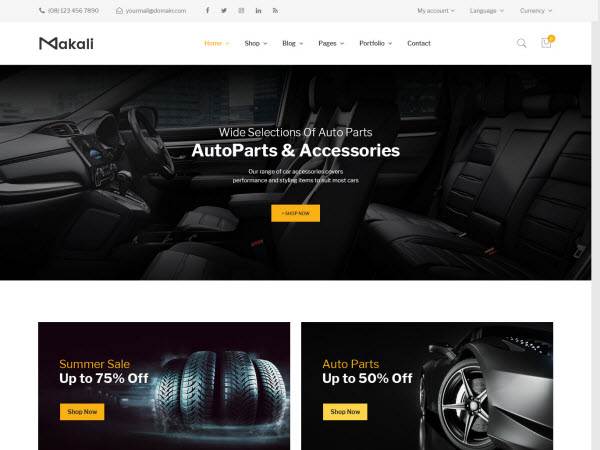 (08) 123 456 7890 yourmail@domain.com My account Language Currency
Makali Home Shop Blog Pages Portfolio Contact 0
Wide Selections Of Auto Parts
AutoParts & Accessories
Our range of car accessories covers
performance and styling items to suit most cars
+ SHOP NOW
Summer Sale
Up to 75% Off
Shop Now
Auto Parts
Up to 50% Off
Shop Now